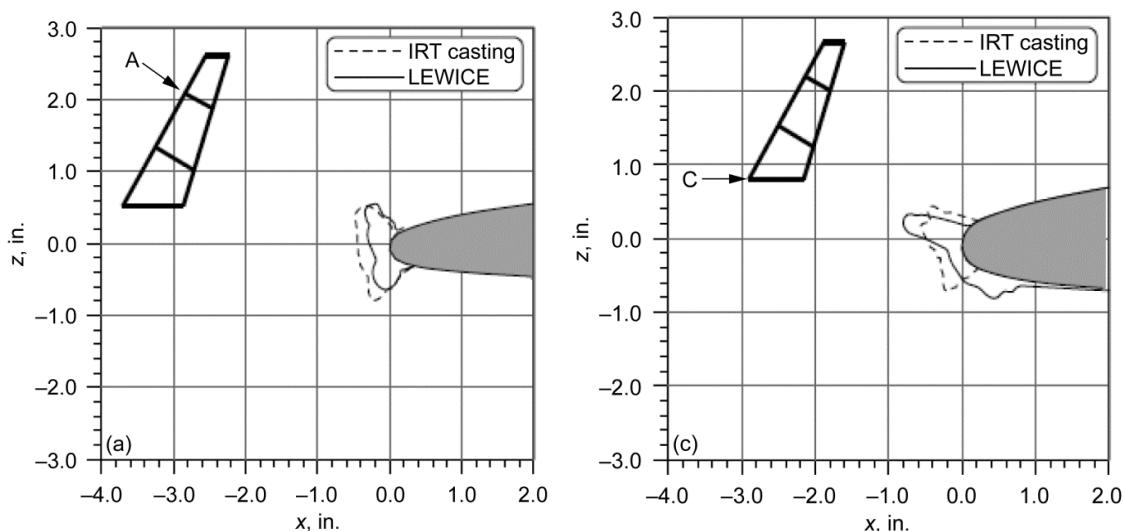 3.0
2.0
1.0
0.0
–1.0
–2.0
–3.0
z, in.
A
IRT casting
LEWICE
(a)
–4.0 –3.0 –2.0 –1.0 0.0 1.0 2.0
x, in.
3.0
2.0
1.0
0.0
–1.0
–2.0
–3.0
z, in.
IRT casting
LEWICE
C
(c)
–4.0 –3.0 –2.0 –1.0 0.0 1.0 2.0
x, in.